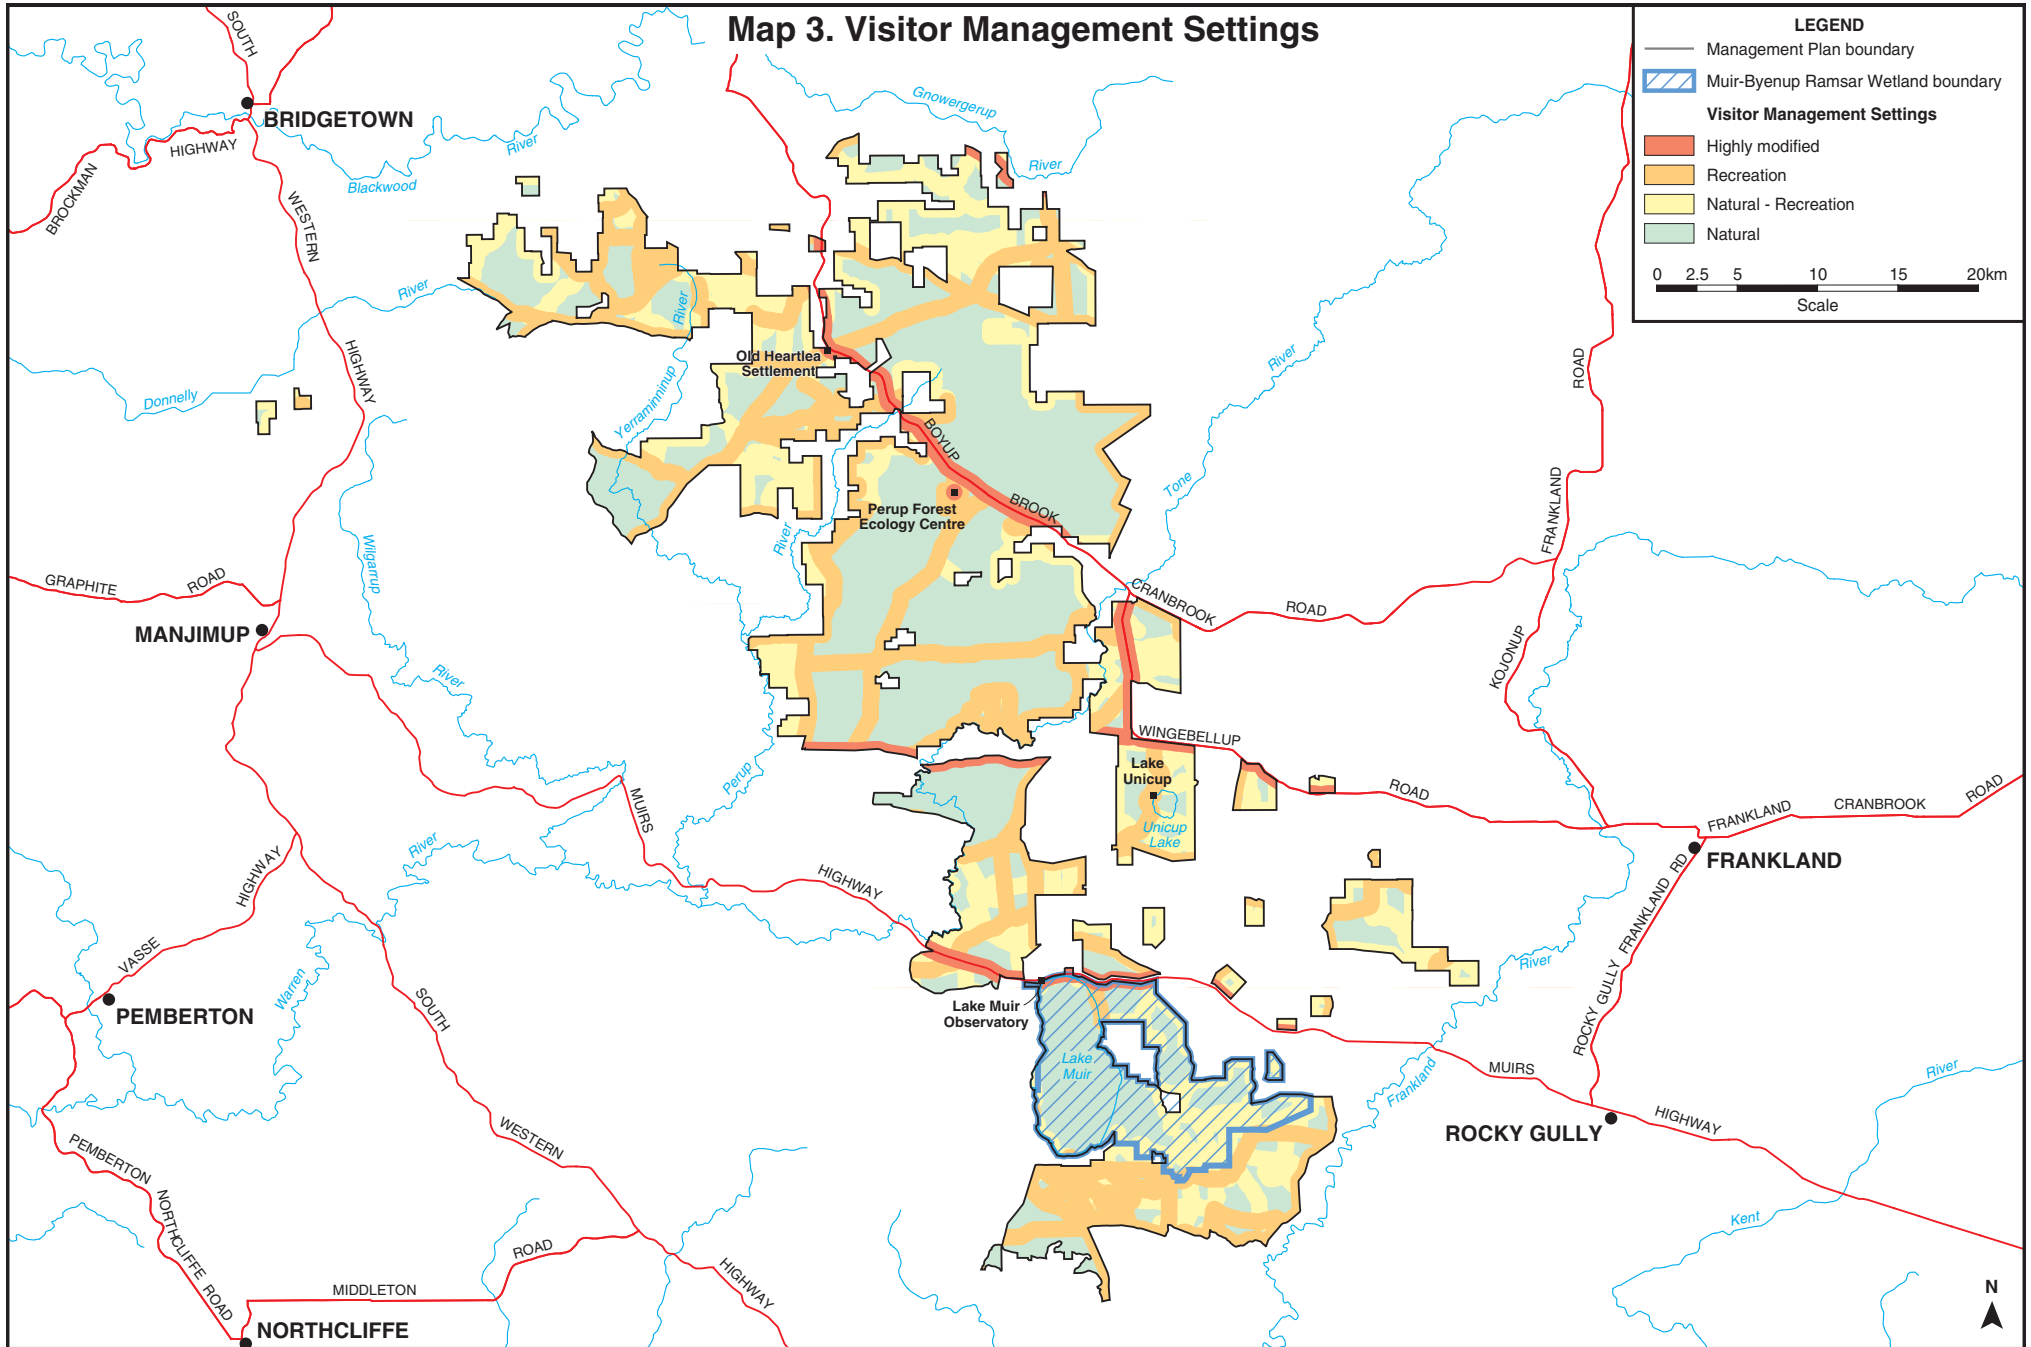 Map 3. Visitor Management Settings
LEGEND
Management Plan boundary
Muir-Byenup Ramsar Wetland boundary
Visitor Management Settings
Highly modified
Recreation
Natural - Recreation
Natural
0 2.5 5 10 15 20km
Scale
SOUTH
BRIDGETOWN
HIGHWAY
BROCKMAN
WESTERN
HIGHWAY
River
Blackwood
Gnowergerup
River
River
Donnelly
River
Yerraminnup
Old Heartlea
Settlement
BOYUP
BROOK
Perup Forest
Ecology Centre
River
River
Tone
ROAD
FRANKLAND
KOJONUP
CRANBROOK
ROAD
GRAPHITE
ROAD
MANJIMUP
Wilgarrup
River
Perup
WINGEBELLUP
ROAD
Lake
Unicup
Unicup
Lake
MUIRS
HIGHWAY
River
HIGHWAY
VASSE
PEMBERTON
Warren
SOUTH
WESTERN
HIGHWAY
FRANKLAND
CRANBROOK
ROAD
FRANKLAND
ROCKY GULLY FRANKLAND RD
River
Frankland
Lake Muir
Observatory
Lake
Muir
MUIRS
HIGHWAY
ROCKY GULLY
River
Kent
PEMBERTON
NORTHCLIFFE ROAD
MIDDLETON
ROAD
NORTHCLIFFE
N